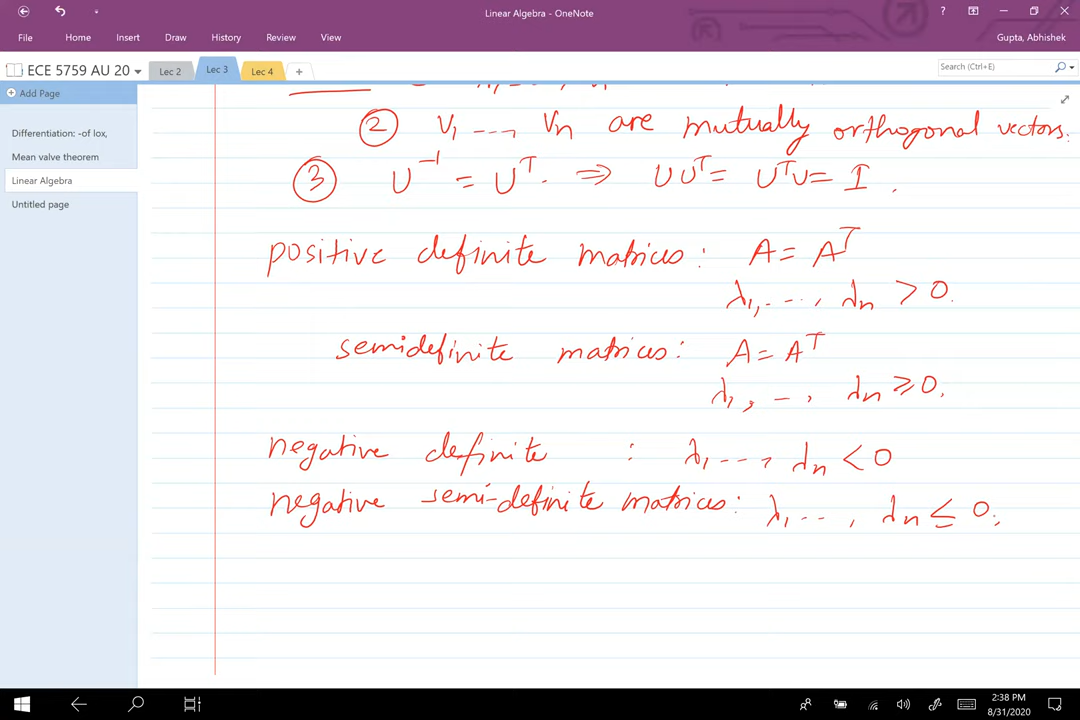 Linear Algebra - OneNote
File Home Insert Draw History Review View
Gupta, Abhishek
ECE 5759 AU 20
Lec 2 Lec 3 Lec 4
Search (Ctrl+E)
Add Page
Differentiation: -of lox,
Mean valve theorem
Linear Algebra
Untitled page
② v₁ ---, vn are mutually orthogonal vectors.
③ U⁻¹ = Uᵀ. ⇒ UUᵀ = UᵀU = I.
positive definite matrices: A = Aᵀ
λ₁, ---, λn > 0.
semidefinite matrices: A = Aᵀ
λ₁, -, λn ≥ 0.
negative definite : λ₁ ---, λn < 0
negative semi-definite matrices: λ₁ ---, λn ≤ 0.
2:38 PM
8/31/2020